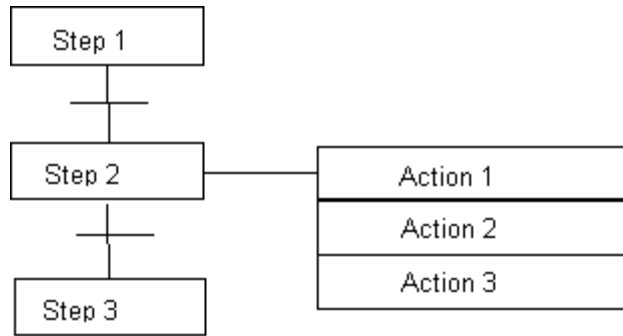 Step 1
Step 2
Action 1
Action 2
Action 3
Step 3